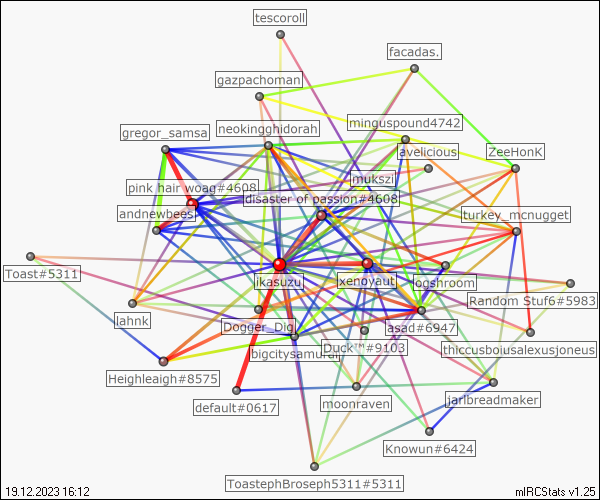 tescoroll
facadas.
gazpachoman
minguspound4742
gregor_samsa
neokingghidorah
avelicious
ZeeHonK
mukszi
pink hair woag#4608
disaster of passion#4608
andnewbees
turkey_mcnugget
Toast#5311
ikasuzu
xenoyaut
ogshroom
Random Stuf6#5983
lahnk
Dogger_Dig
asad#6947
bigcitysamurai
Duck™#9103
thiccusboiusalexusjoneus
Heighleaigh#8575
default#0617
moonraven
jarlbreadmaker
Knowun#6424
ToastephBroseph5311#5311
19.12.2023 16:12
mIRCStats v1.25